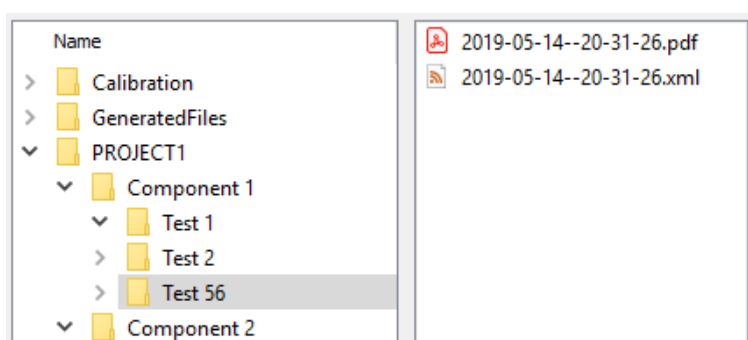 Name
Calibration
GeneratedFiles
PROJECT1
Component 1
Test 1
Test 2
Test 56
Component 2
2019-05-14--20-31-26.pdf
2019-05-14--20-31-26.xml